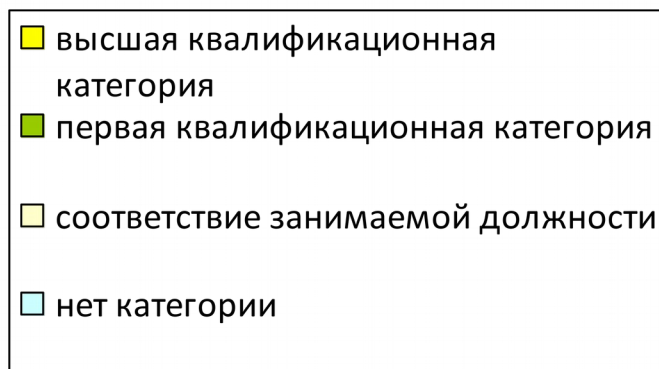 высшая квалификационная
категория
первая квалификационная категория
соответствие занимаемой должности
нет категории